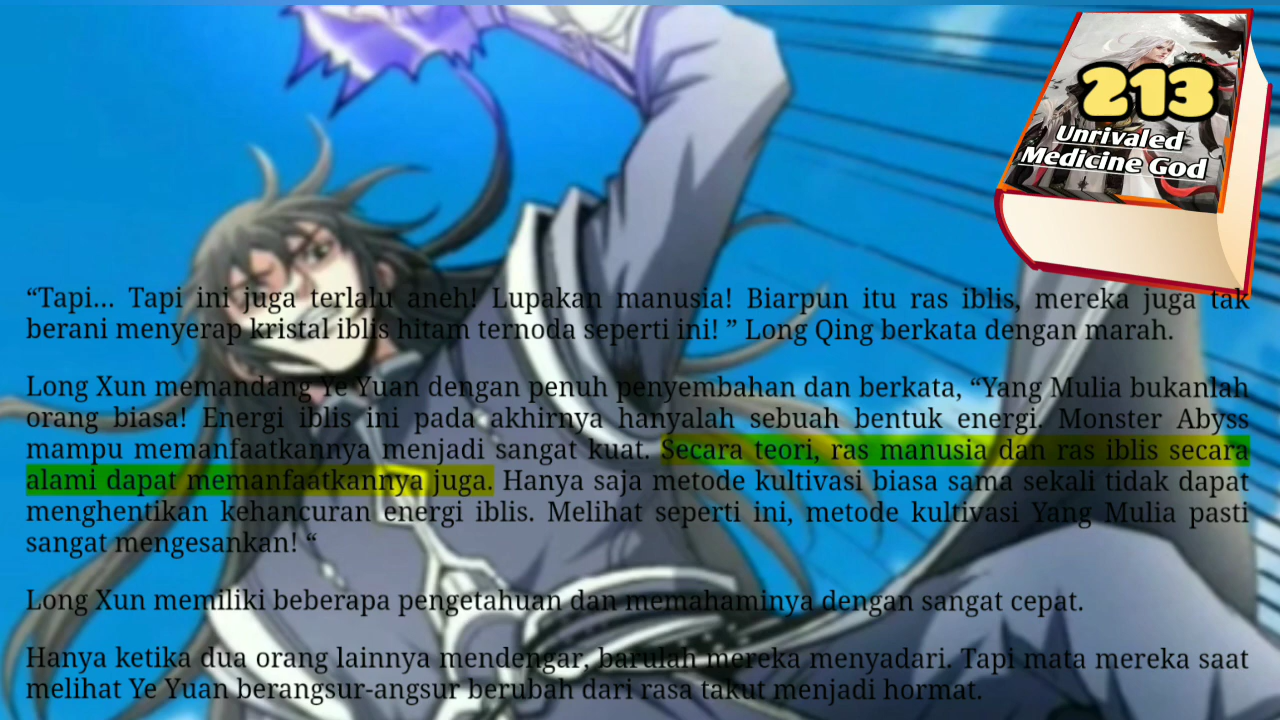 213
Unrivaled
Medicine God
“Tapi... Tapi ini juga terlalu aneh! Lupakan manusia! Biarpun itu ras iblis, mereka juga tak
berani menyerap kristal iblis hitam ternoda seperti ini! ” Long Qing berkata dengan marah.
Long Xun memandang Ye Yuan dengan penuh penyembahan dan berkata, “Yang Mulia bukanlah
orang biasa! Energi iblis ini pada akhirnya hanyalah sebuah bentuk energi. Monster Abyss
mampu memanfaatkannya menjadi sangat kuat. Secara teori, ras manusia dan ras iblis secara
alami dapat memanfaatkannya juga. Hanya saja metode kultivasi biasa sama sekali tidak dapat
menghentikan kehancuran energi iblis. Melihat seperti ini, metode kultivasi Yang Mulia pasti
sangat mengesankan! “
Long Xun memiliki beberapa pengetahuan dan memahaminya dengan sangat cepat.
Hanya ketika dua orang lainnya mendengar, barulah mereka menyadari. Tapi mata mereka saat
melihat Ye Yuan berangsur-angsur berubah dari rasa takut menjadi hormat.